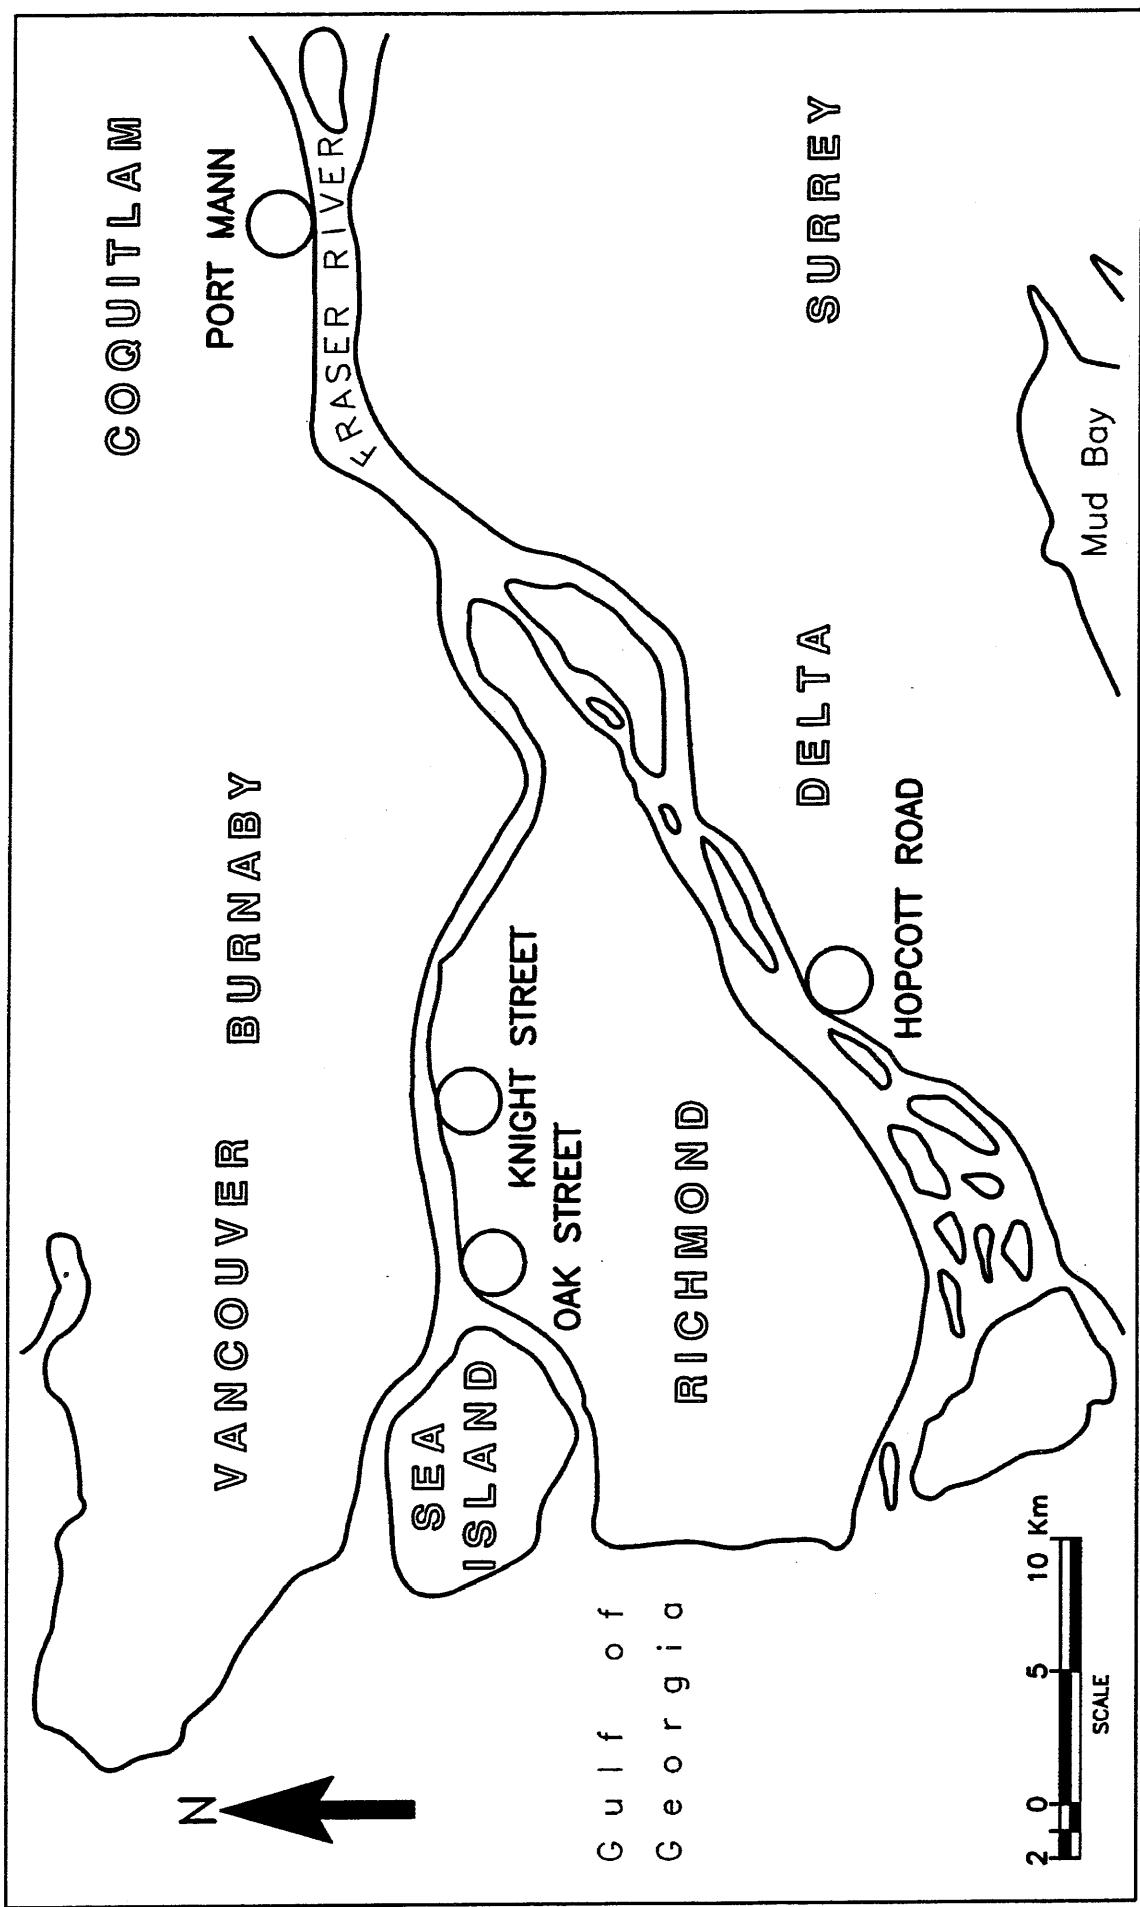 COQUITLAM
PORT MANN
FRASER RIVER
SURREY
Mud Bay
BURNABY
DELTA
HOPCOTT ROAD
VANCOUVER
KNIGHT STREET
OAK STREET
RICHMOND
SEA
ISLAND
Gulf of
Georgia
N
2 0 5 10 Km
SCALE